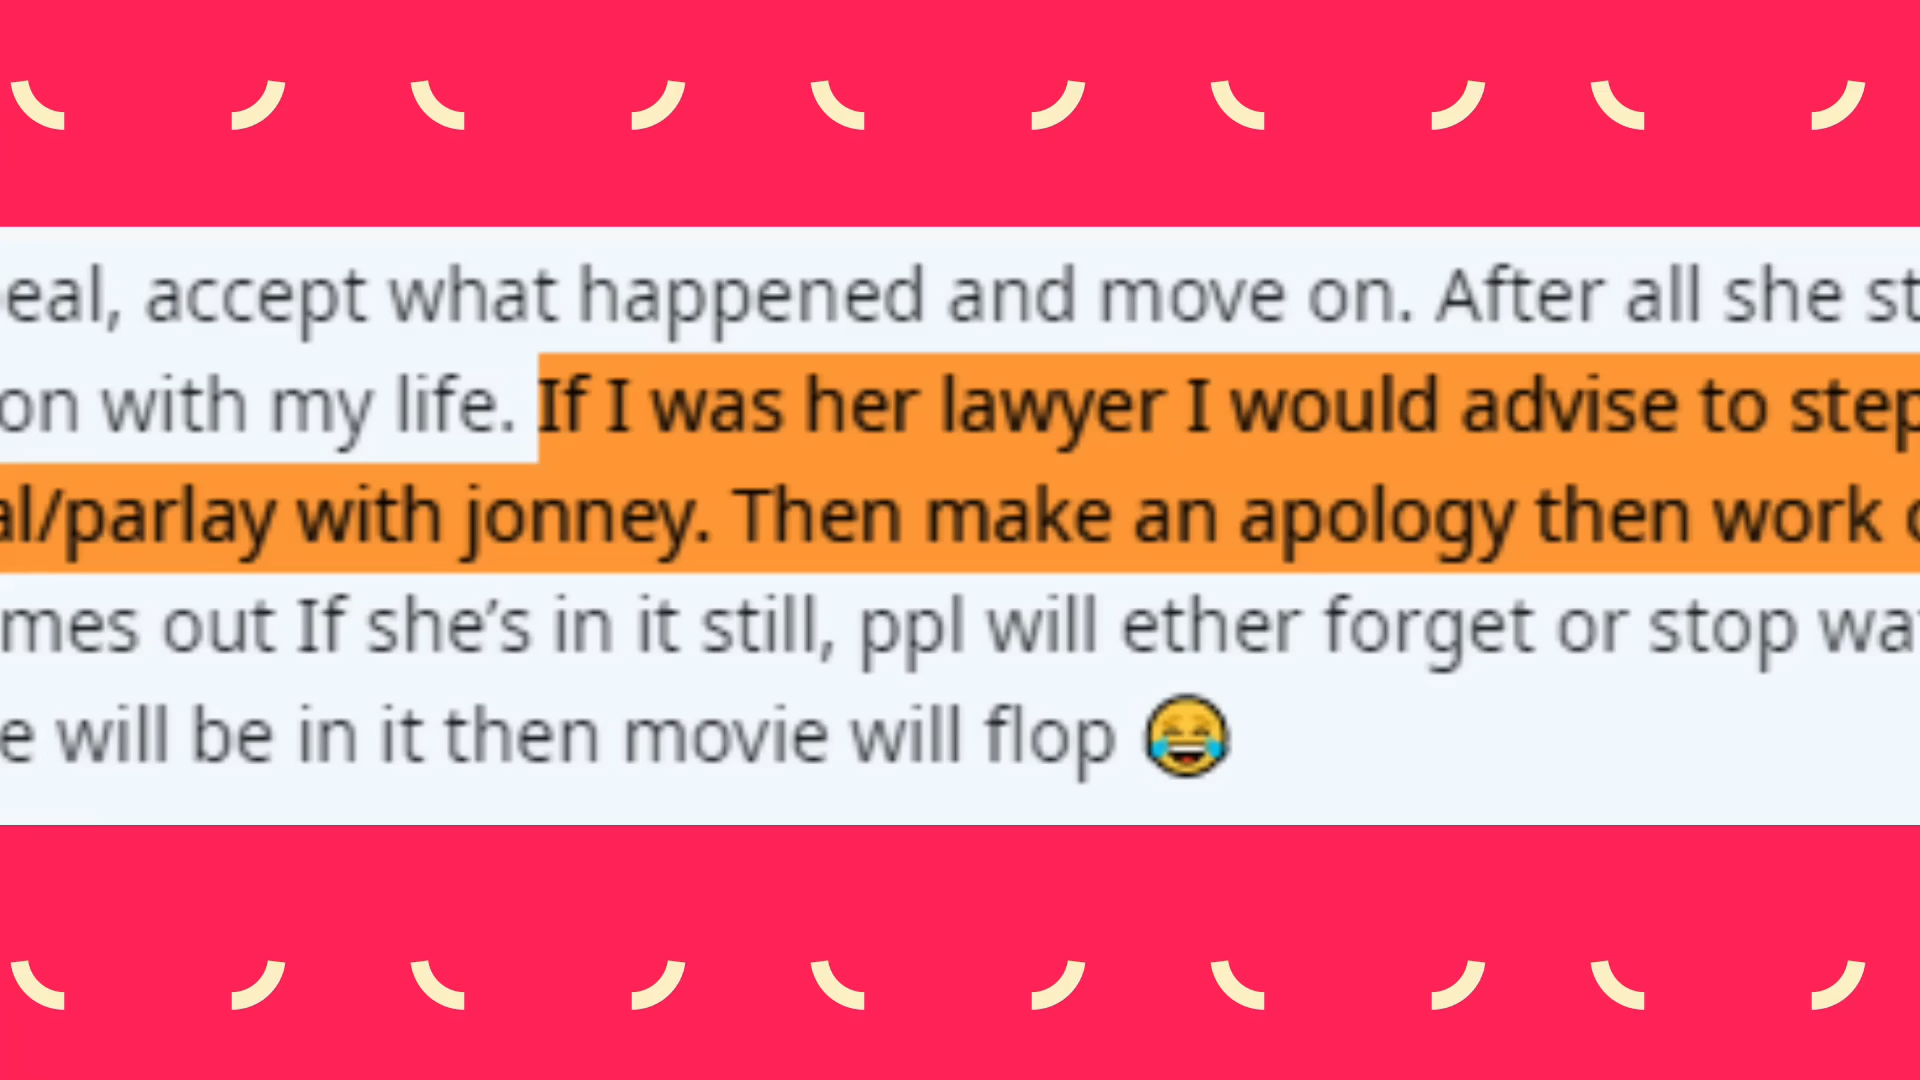 eal, accept what happened and move on. After all she st
on with my life. If I was her lawyer I would advise to step
al/parlay with jonney. Then make an apology then work
mes out If she’s in it still, ppl will ether forget or stop wa
e will be in it then movie will flop 😂